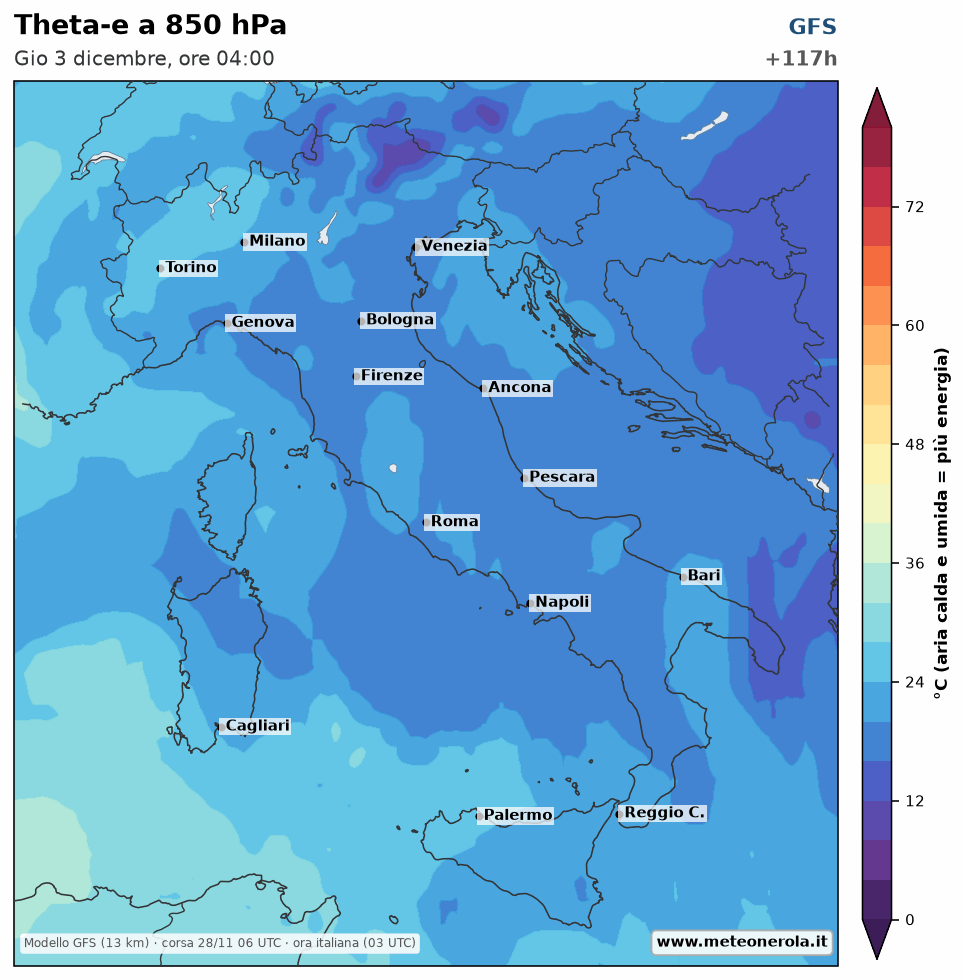 Theta-e a 850 hPa
GFS
Gio 3 dicembre, ore 04:00
+117h
Milano
Venezia
Torino
Genova
Bologna
Firenze
Ancona
Pescara
Roma
Bari
Napoli
Cagliari
Palermo
Reggio C.
72
60
48
36
24
12
0
°C (aria calda e umida = più energia)
Modello GFS (13 km) · corsa 28/11 06 UTC · ora italiana (03 UTC)
www.meteonerola.it